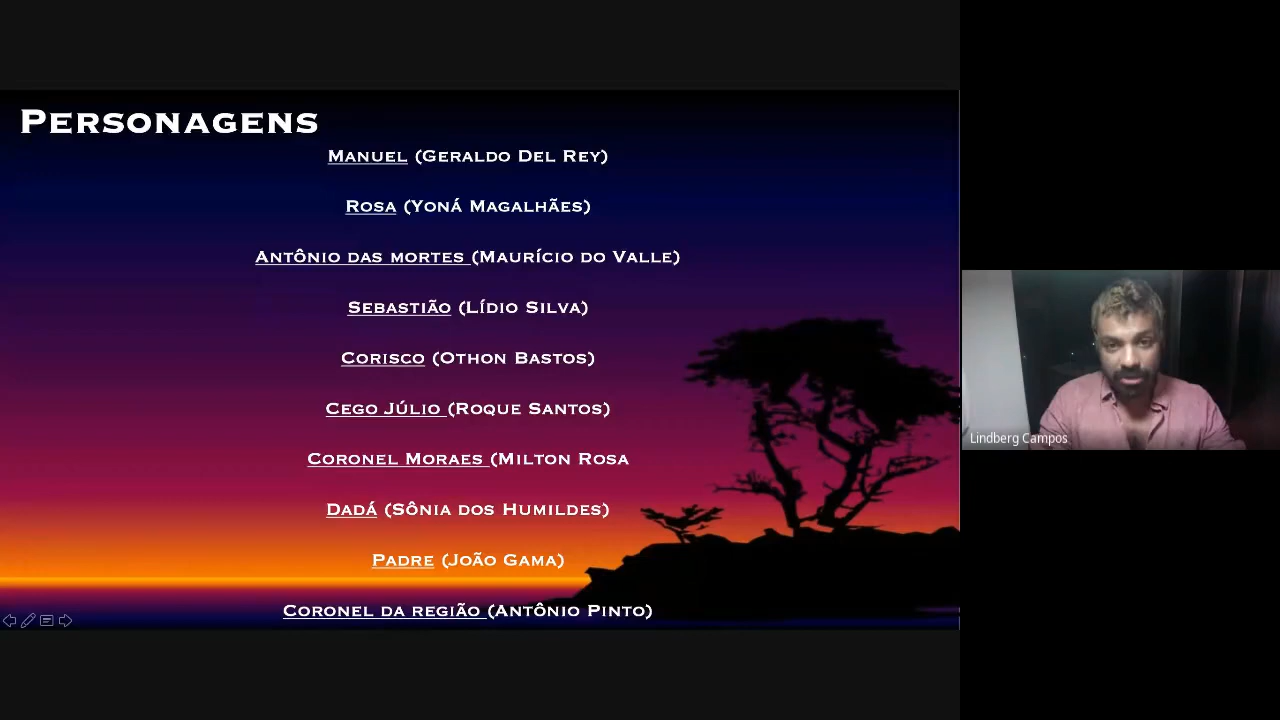 Personagens
Manuel (Geraldo Del Rey)
Rosa (Yoná Magalhães)
Antônio das mortes (Maurício do Valle)
Sebastião (Lídio Silva)
Corisco (Othon Bastos)
Cego Júlio (Roque Santos)
Coronel Moraes (Milton Rosa
Dadá (Sônia dos Humildes)
Padre (João Gama)
Coronel da região (Antônio Pinto)
Lindberg Campos